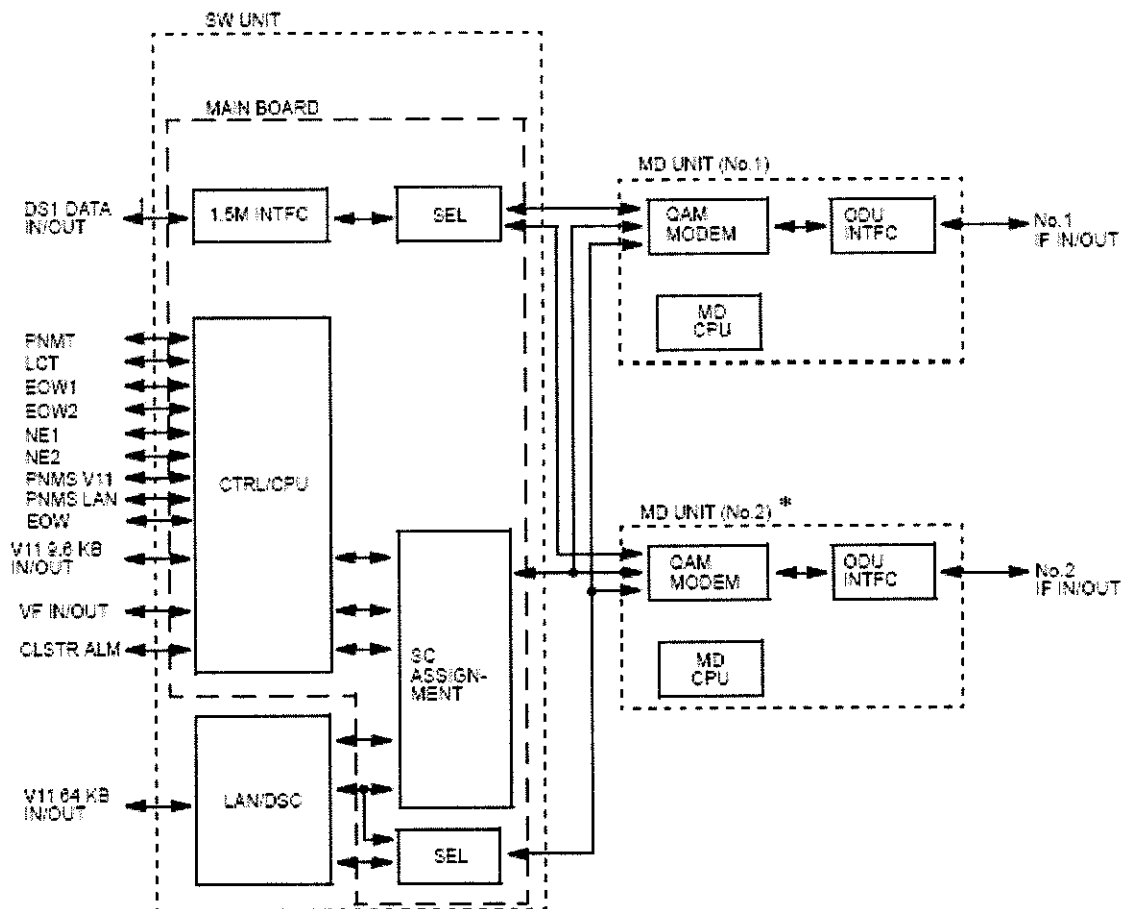 SW UNIT
MAIN BOARD
DS1 DATA
IN/OUT
1.5M INTFC
SEL
MD UNIT (No.1)
QAM
MODEM
ODU
INTFC
MD
CPU
No.1
IF IN/OUT
PNMT
LCT
EOW1
EOW2
NE1
NE2
PNMS V11
PNMS LAN
EOW
V11 9.6 KB
IN/OUT
VF IN/OUT
CLSTR ALM
CTRL/CPU
SC
ASSIGN-
MENT
MD UNIT (No.2) *
QAM
MODEM
ODU
INTFC
MD
CPU
No.2
IF IN/OUT
V11 64 KB
IN/OUT
LAN/DSC
SEL